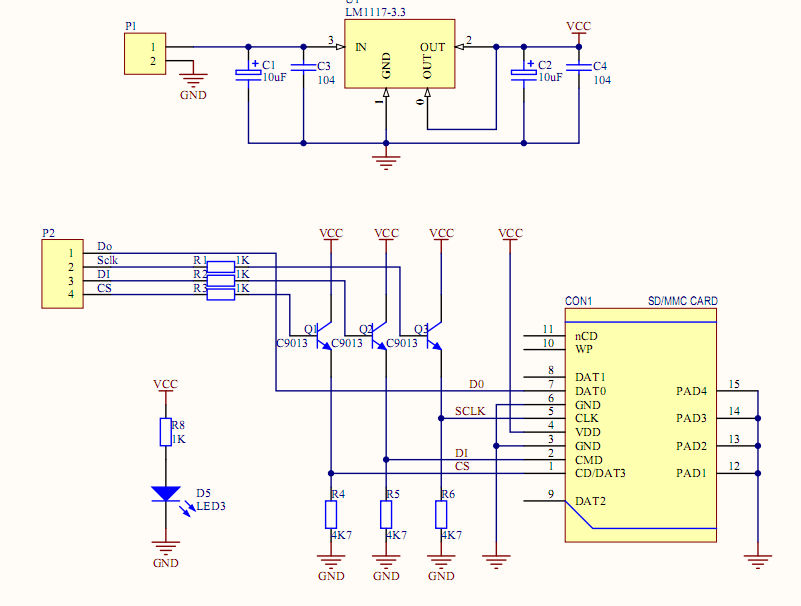 U1
LM1117-3.3
P1
1
2
GND
C1
10uF
C3
104
3
IN
OUT
2
GND
OUT
1
0
VCC
C2
10uF
C4
104
P2
1
2
3
4
Do
Sclk
DI
CS
R1
1K
R2
1K
R3
1K
VCC
VCC
VCC
VCC
Q1
C9013
Q2
C9013
Q3
C9013
CON1
SD/MMC CARD
11
nCD
10
WP
8
DAT1
D0
7
DAT0
6
GND
SCLK
5
CLK
4
VDD
3
GND
DI
2
CMD
CS
1
CD/DAT3
9
DAT2
PAD4
15
PAD3
14
PAD2
13
PAD1
12
VCC
R8
1K
D5
LED3
GND
R4
4K7
R5
4K7
R6
4K7
GND
GND
GND